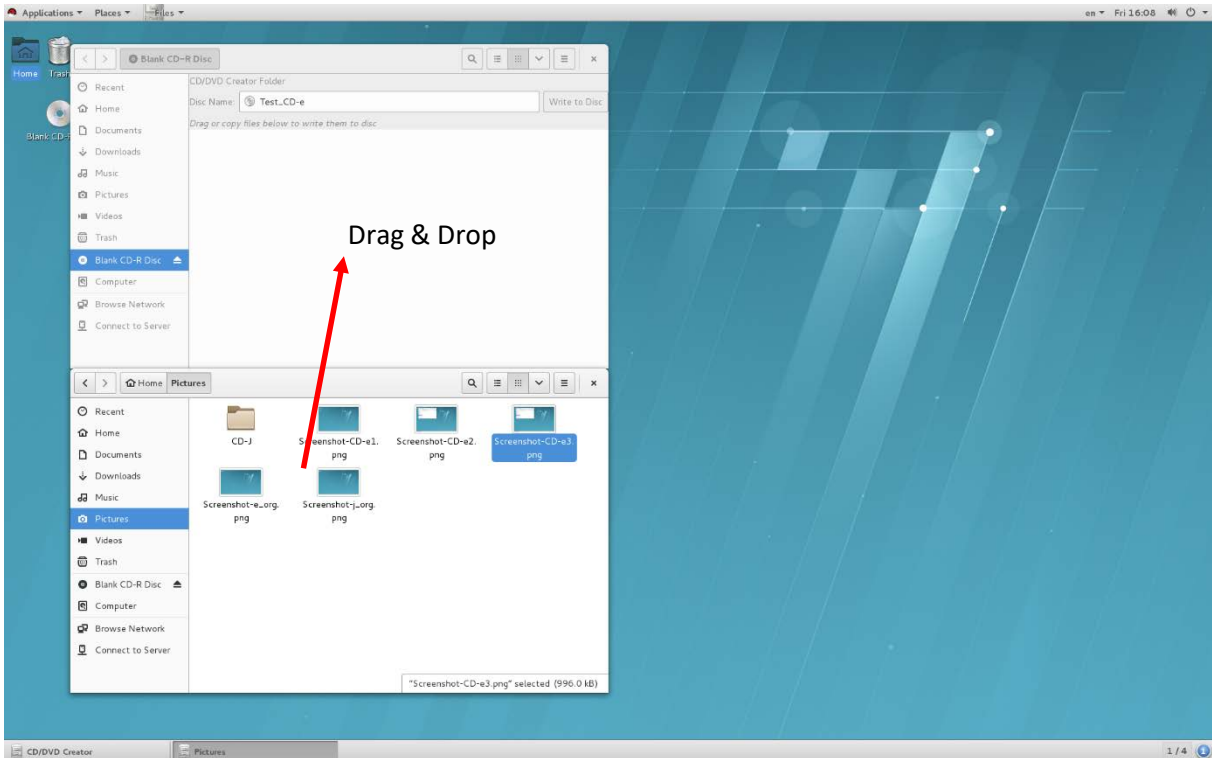 Applications Places Files en Fri 16:08
Home Trash
Blank CD-R Disc
CD/DVD Creator Folder
Disc Name: Test_CD-e Write to Disc
Drag or copy files below to write them to disc
Recent
Home
Documents
Downloads
Music
Pictures
Videos
Trash
Blank CD-R Disc
Computer
Browse Network
Connect to Server
Blank CD-
Drag & Drop
Home Pictures
Recent
Home
Documents
Downloads
Music
Pictures
Videos
Trash
Blank CD-R Disc
Computer
Browse Network
Connect to Server
CD-J
Screenshot-CD-e1.
png
Screenshot-CD-e2.
png
Screenshot-CD-e3.
png
Screenshot-e_org.
png
Screenshot-j_org.
png
"Screenshot-CD-e3.png" selected (996.0 kB)
CD/DVD Creator Pictures 1 / 4 1